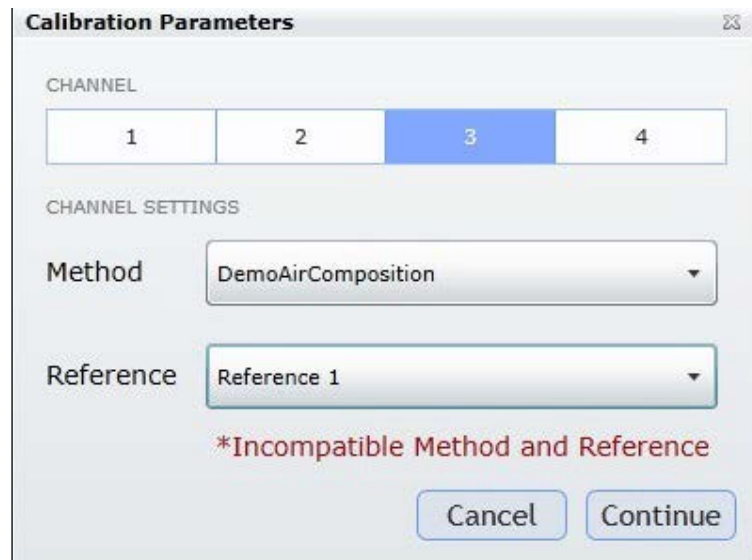 Calibration Parameters
CHANNEL
1 2 3 4
CHANNEL SETTINGS
Method DemoAirComposition
Reference Reference 1
*Incompatible Method and Reference
Cancel Continue